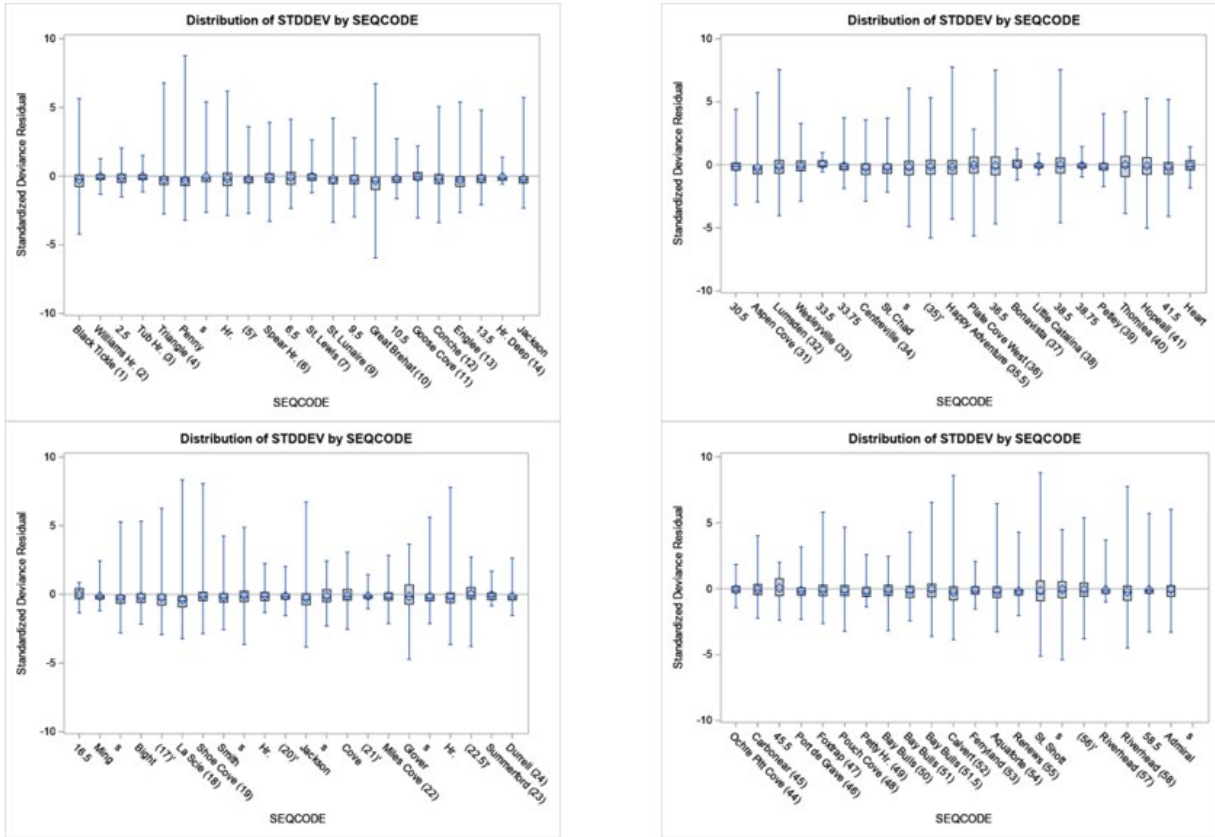 Distribution of STDDEV by SEQCODE
Standardized Deviance Residual
10
5
0
-5
-10
Black Tickle (1)
Williams Hr. (2)
2.5
Tub Hr. (3)
Triangle (4)
Penny
s
Hr.
(5)'
Spear Hr. (6)
6.5
St. Lewis (7)
St Lunaire (9)
9.5
Great Brehat (10)
10.5
Goose Cove (11)
Conche (12)
Englee (13)
13.5
Hr. Deep (14)
Jackson
SEQCODE
Distribution of STDDEV by SEQCODE
Standardized Deviance Residual
10
5
0
-5
-10
30.5
Aspen Cove (31)
Lumsden (32)
Wesleyville (33)
33.5
33.75
Centreville (34)
St. Chad
s
(35)'
Happy Adventure (35.5)
Plate Cove West (36)
36.5
Bonavista (37)
Little Catalina (38)
38.5
38.75
Petley (39)
Thornlea (40)
Hopeall (41)
41.5
Heart
SEQCODE
Distribution of STDDEV by SEQCODE
Standardized Deviance Residual
10
5
0
-5
-10
16.5
Ming
s
Bight
(17)'
La Scie (18)
Shoe Cove (19)
Smith
s
Hr.
(20)'
Jackson
s
Cove
(21)'
Miles Cove (22)
Glover
s
Hr.
(22.5)'
Summerford (23)
Durrell (24)
SEQCODE
Distribution of STDDEV by SEQCODE
Standardized Deviance Residual
10
5
0
-5
-10
Ochre Pitt Cove (44)
Carbonear (45)
45.5
Port de Grave (46)
Foxtrap (47)
Pouch Cove (48)
Petty Hr. (49)
Bay Bulls (50)
Bay Bulls (51)
Bay Bulls (51.5)
Calvert (52)
Ferryland (53)
Aquaforte (54)
Renews (55)
St. Shott
s
(56)'
Riverhead (57)
Riverhead (58)
58.5
Admiral
s
SEQCODE